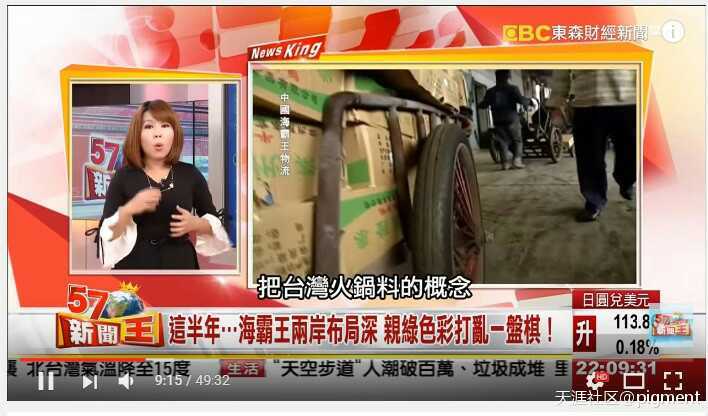 EBC 東森財經新聞
News King
中國海霸王物流
57
新聞
把台灣火鍋料的概念
57
新聞王
這半年…海霸王兩岸布局深 親綠色彩打亂一盤棋！
日圓兌美元
升
113.8
0.18%
北台灣氣溫降至15度
生活
"天空步道"人潮破百萬、垃圾成堆
22:09:31
9:15 / 49:32
HD
天涯社区@pigment